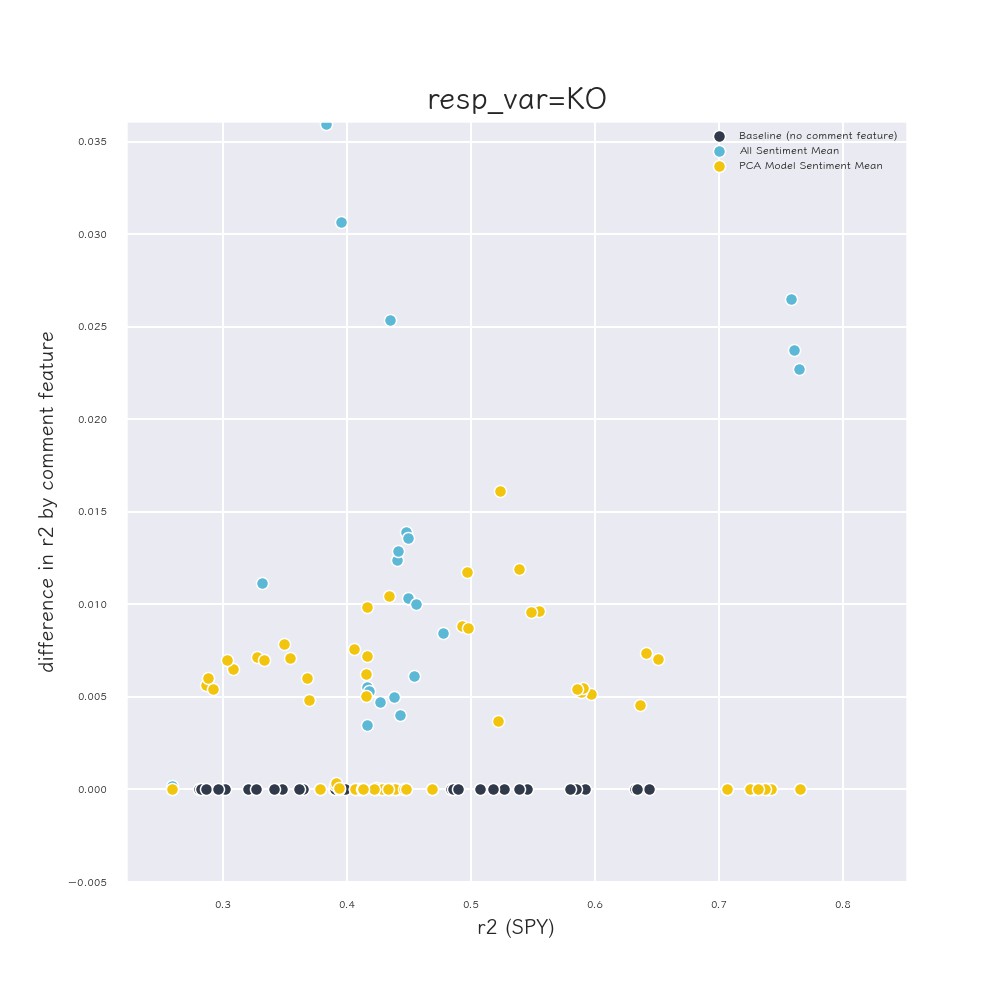 resp_var=KO
Baseline (no comment feature)
All Sentiment Mean
PCA Model Sentiment Mean
difference in r2 by comment feature
0.035
0.030
0.025
0.020
0.015
0.010
0.005
0.000
−0.005
0.3 0.4 0.5 0.6 0.7 0.8
r2 (SPY)